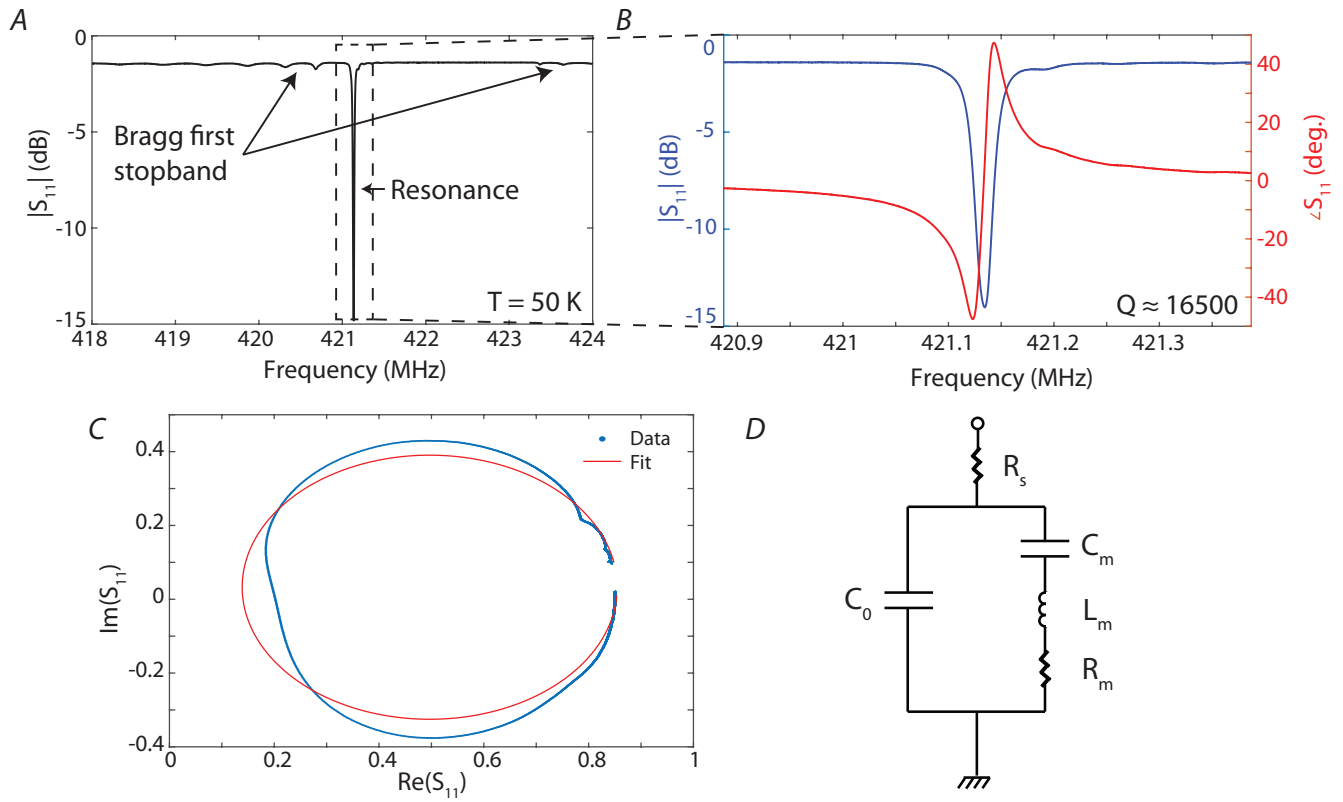 A
0
-5
-10
-15
|S11| (dB)
418
419
420
421
422
423
424
Frequency (MHz)
Bragg first
stopband
Resonance
T = 50 K
B
0
-5
-10
-15
|S11| (dB)
40
20
0
-20
-40
∠S11 (deg.)
420.9
421
421.1
421.2
421.3
Frequency (MHz)
Q ≈ 16500
C
0.4
0.2
0
-0.2
-0.4
Im(S11)
0
0.2
0.4
0.6
0.8
1
Re(S11)
Data
Fit
D
Rs
C0
Cm
Lm
Rm